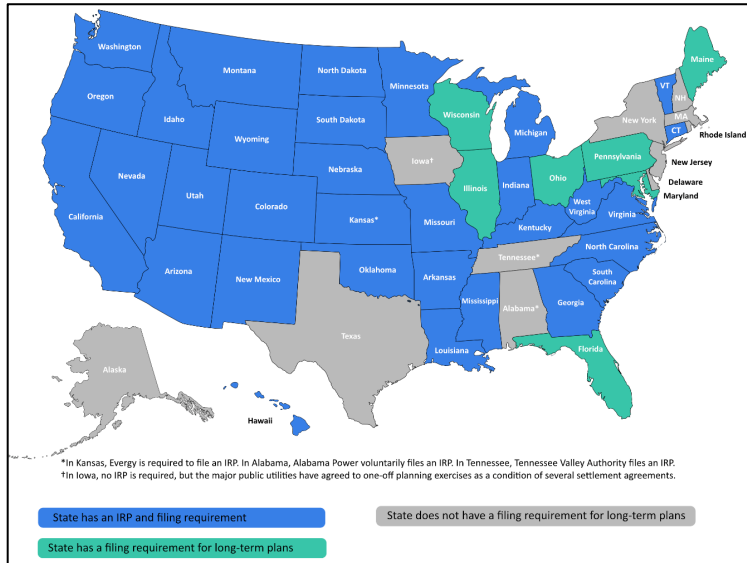 Washington
Oregon
California
Nevada
Idaho
Montana
Wyoming
Utah
Arizona
Colorado
New Mexico
North Dakota
South Dakota
Nebraska
Kansas*
Oklahoma
Texas
Minnesota
Iowa†
Missouri
Arkansas
Louisiana
Wisconsin
Illinois
Michigan
Indiana
Ohio
Kentucky
Tennessee*
Mississippi
Alabama*
Georgia
Florida
South
Carolina
North Carolina
Virginia
West
Virginia
Pennsylvania
New York
VT
NH
MA
CT
Maine
Rhode Island
New Jersey
Delaware
Maryland
Alaska
Hawaii
*In Kansas, Evergy is required to file an IRP. In Alabama, Alabama Power voluntarily files an IRP. In Tennessee, Tennessee Valley Authority files an IRP.
†In Iowa, no IRP is required, but the major public utilities have agreed to one-off planning exercises as a condition of several settlement agreements.
State has an IRP and filing requirement
State does not have a filing requirement for long-term plans
State has a filing requirement for long-term plans